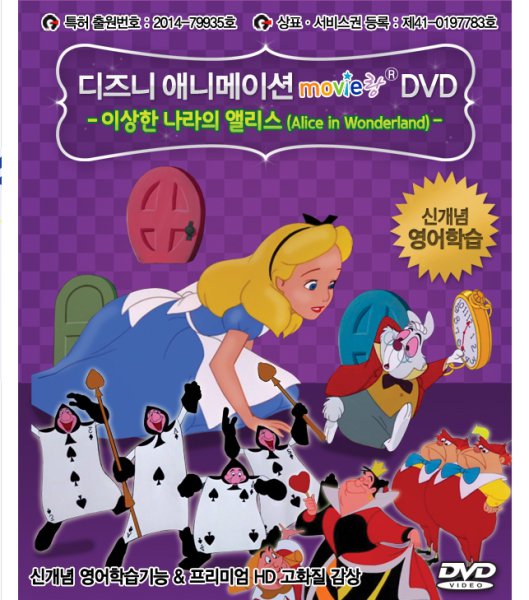 특허 출원번호 : 2014-79935호 상표·서비스권 등록 : 제41-0197783호
디즈니 애니메이션 movie랑® DVD
- 이상한 나라의 앨리스 (Alice in Wonderland) -
신개념
영어학습
신개념 영어학습기능 & 프리미엄 HD 고화질 감상
DVD
VIDEO